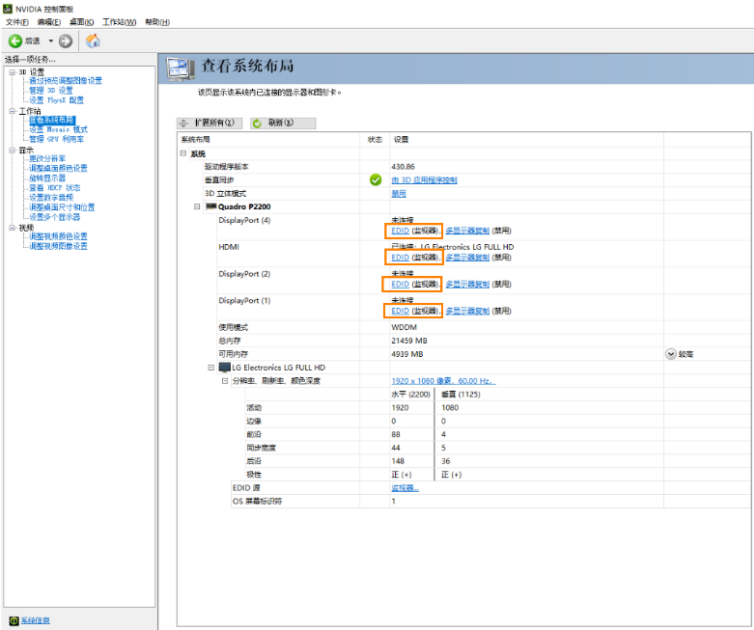 NVIDIA 控制面板
文件(F) 编辑(E) 桌面(K) 工作站(W) 帮助(H)
后退
选择一项任务...
3D 设置
通过预览调整图像设置
管理 3D 设置
设置 PhysX 配置
工作站
查看系统布局
设置 Mosaic 模式
管理 GPU 利用率
显示
更改分辨率
调整桌面颜色设置
旋转显示器
查看 HDCP 状态
设置数字音频
调整桌面尺寸和位置
设置多个显示器
视频
调整视频颜色设置
调整视频图像设置
系统信息
查看系统布局
该页显示该系统内已连接的显示器和图形卡。
扩展所有(X) 刷新(R)
系统布局 状态 设置
系统
驱动程序版本 430.86
垂直同步 由 3D 应用程序控制
3D 立体模式 禁用
Quadro P2200
DisplayPort (4) 未连接
EDID (监视器), 多显示器复制 (禁用)
HDMI 已连接: LG Electronics LG FULL HD
EDID (监视器), 多显示器复制 (禁用)
DisplayPort (2) 未连接
EDID (监视器), 多显示器复制 (禁用)
DisplayPort (1) 未连接
EDID (监视器), 多显示器复制 (禁用)
使用模式 WDDM
总内存 21459 MB
可用内存 4939 MB 较高
LG Electronics LG FULL HD
分辨率、刷新率、颜色深度 1920 x 1080 像素, 60.00 Hz,
水平 (2200) 垂直 (1125)
活动 1920 1080
边缘 0 0
前沿 88 4
同步宽度 44 5
后沿 148 36
极性 正 (+) 正 (+)
EDID 源 监视器...
OS 屏幕标识符 1